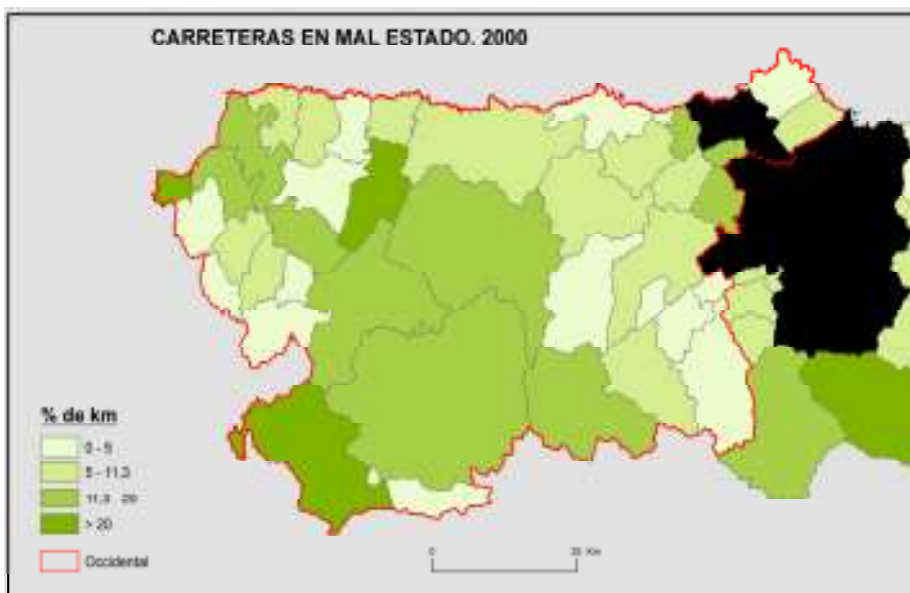 CARRETERAS EN MAL ESTADO. 2000
% de km
0 - 5
5 - 11,3
11,3 20
> 20
Occidental
0 20 Km